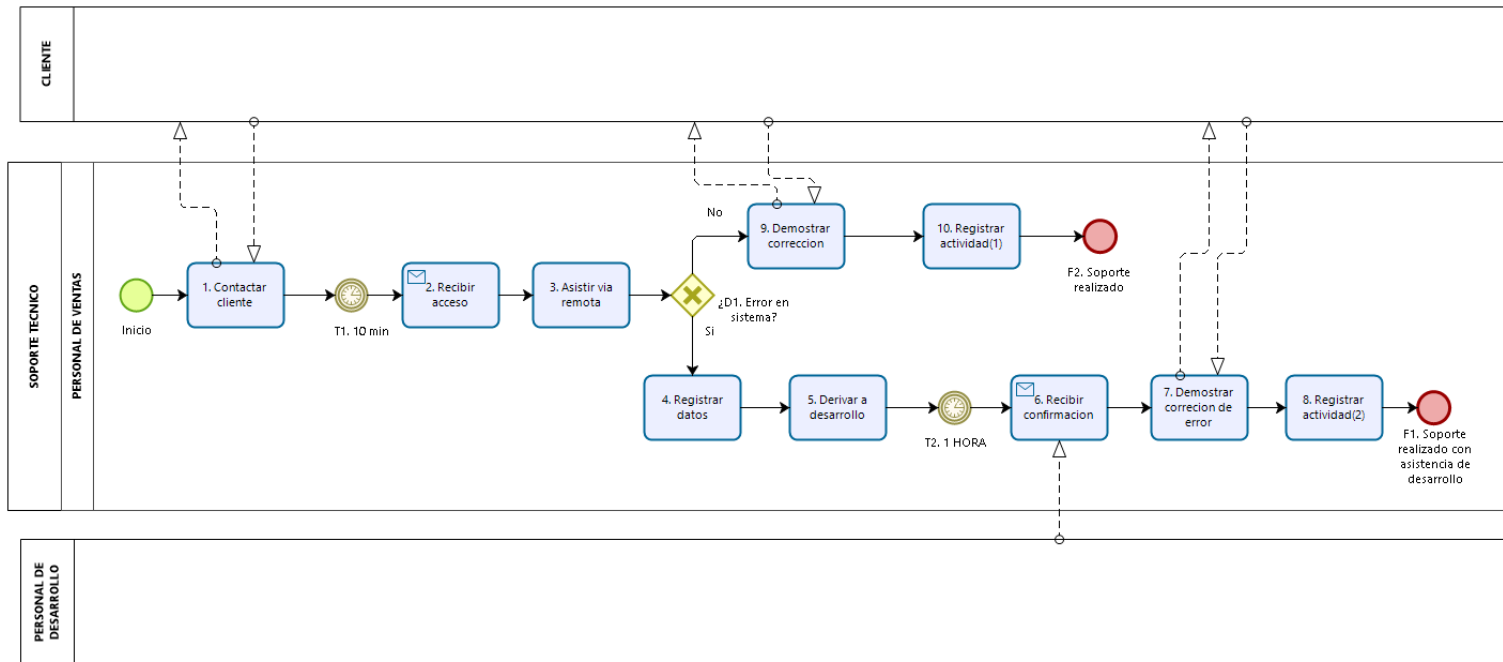 CLIENTE
SOPORTE TECNICO
PERSONAL DE VENTAS
Inicio
1. Contactar
cliente
T1. 10 min
2. Recibir
acceso
3. Asistir via
remota
¿D1. Error en
sistema?
No
9. Demostrar
correccion
10. Registrar
actividad(1)
F2. Soporte
realizado
Si
4. Registrar
datos
5. Derivar a
desarrollo
T2. 1 HORA
6. Recibir
confirmacion
7. Demostrar
correcion de
error
8. Registrar
actividad(2)
F1. Soporte
realizado con
asistencia de
desarrollo
PERSONAL DE
DESARROLLO